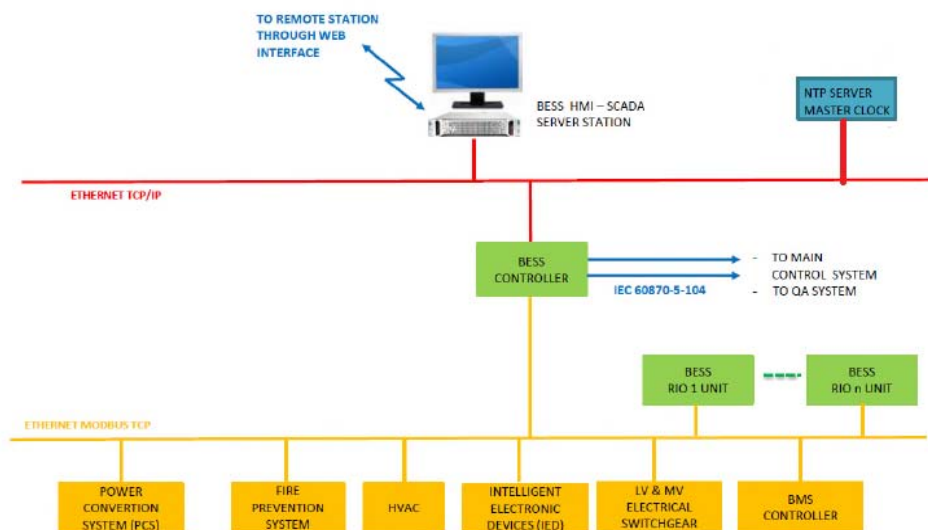 TO REMOTE STATION
THROUGH WEB
INTERFACE
BESS HMI – SCADA
SERVER STATION
NTP SERVER
MASTER CLOCK
ETHERNET TCP/IP
BESS
CONTROLLER
- TO MAIN
CONTROL SYSTEM
- TO QA SYSTEM
IEC 60870-5-104
BESS
RIO 1 UNIT
BESS
RIO n UNIT
ETHERNET MODBUS TCP
POWER
CONVERTION
SYSTEM (PCS)
FIRE
PREVENTION
SYSTEM
HVAC
INTELLIGENT
ELECTRONIC
DEVICES (IED)
LV & MV
ELECTRICAL
SWITCHGEAR
BMS
CONTROLLER